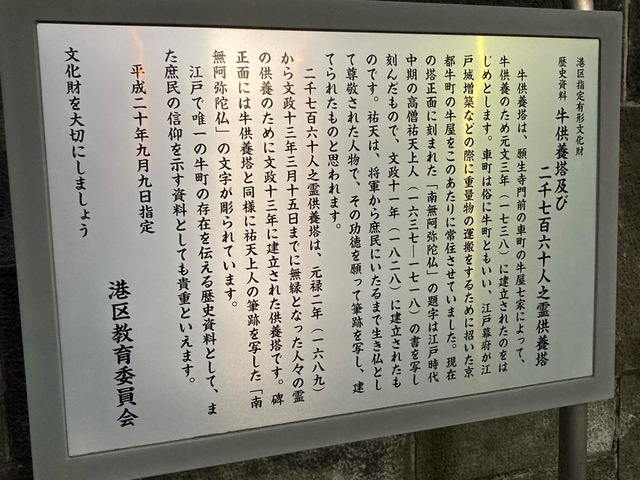 港区指定有形文化財
歴史資料 牛供養塔及び
二千七百六十人之霊供養塔
牛供養塔は、願生寺門前の車町の牛屋七家によって、
牛供養のため元文三年（一七三八）に建立されたのをは
じめとします。車町は俗に牛町ともいい、江戸幕府が江
戸城増築などの際に重量物の運搬をするために招いた京
都牛町の牛屋をこのあたりに常住させていました。現在
の塔正面に刻まれた「南無阿弥陀仏」の題字は江戸時代
中期の高僧祐天上人（一六三七―一七一八）の書を写し
刻んだもので、文政十一年（一八二八）に建立されたも
のです。祐天は、将軍から庶民にいたるまで生き仏とし
て尊敬された人物で、その功徳を願って筆跡を写し、建
てられたものと思われます。
二千七百六十人之霊供養塔は、元禄二年（一六八九）
から文政十三年三月十五日までに無縁となった人々の霊
の供養のために文政十三年に建立された供養塔です。碑
正面には牛供養塔と同様に祐天上人の筆跡を写した「南
無阿弥陀仏」の文字が彫られています。
江戸で唯一の牛町の存在を伝える歴史資料として、ま
た庶民の信仰を示す資料としても貴重といえます。
平成二十年九月九日指定
文化財を大切にしましょう
港区教育委員会